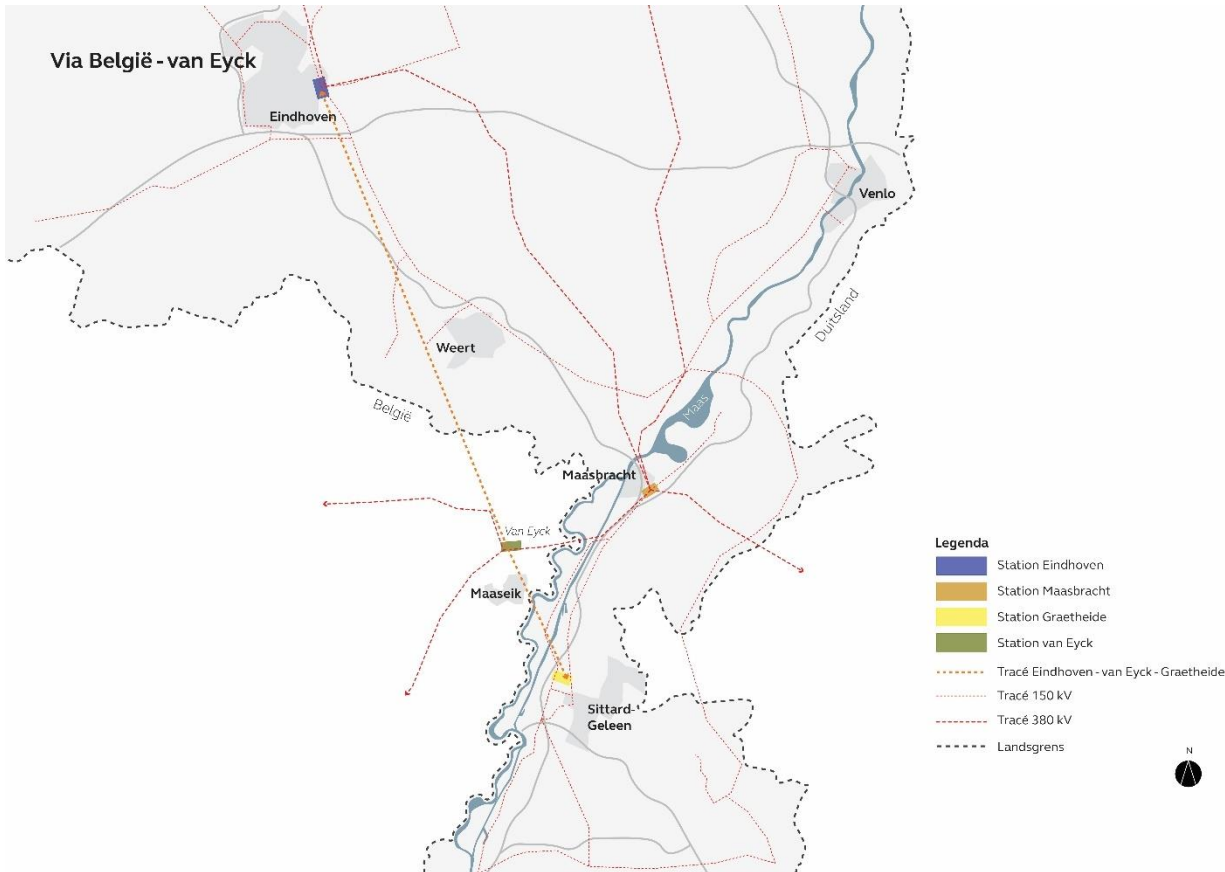 Via België - van Eyck
Eindhoven
Venlo
Duitsland
Weert
België
Maas
Maasbracht
Van Eyck
Maaseik
Sittard-
Geleen
Legenda
Station Eindhoven
Station Maasbracht
Station Graetheide
Station van Eyck
Tracé Eindhoven - van Eyck - Graetheide
Tracé 150 kV
Tracé 380 kV
Landsgrens
N